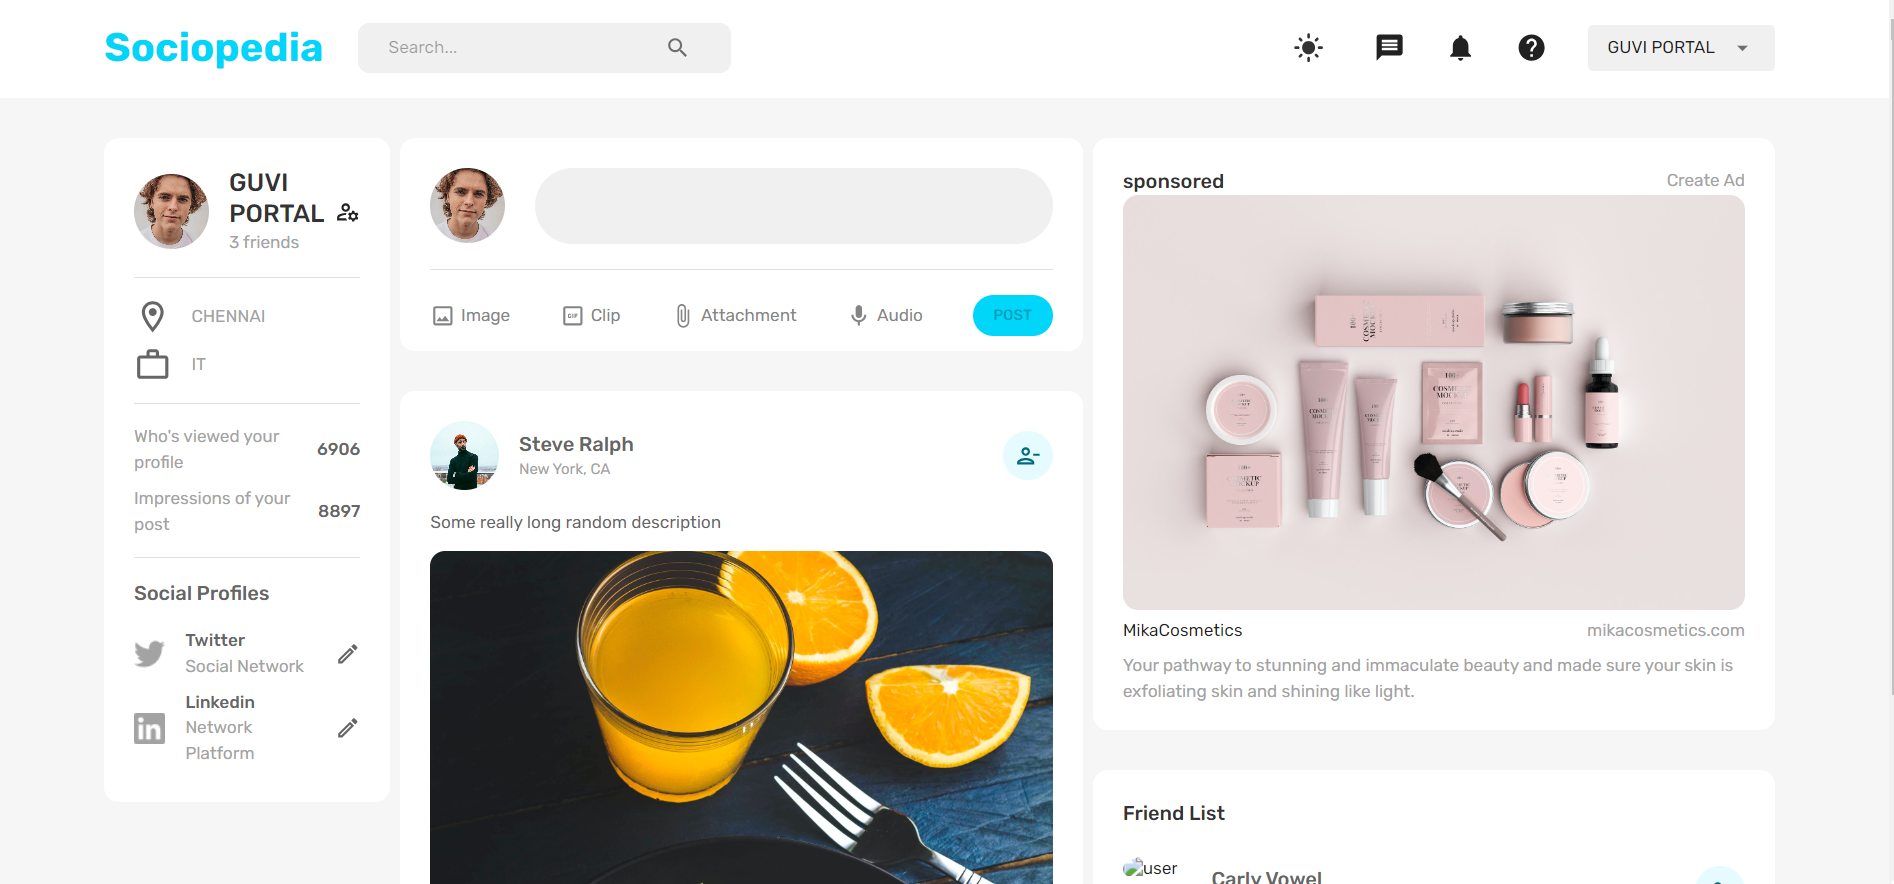 Sociopedia
Search...
GUVI PORTAL
GUVI
PORTAL
3 friends
CHENNAI
IT
Who's viewed your
profile
6906
Impressions of your
post
8897
Social Profiles
Twitter
Social Network
Linkedin
Network
Platform
Image
GIF
Clip
Attachment
Audio
POST
Steve Ralph
New York, CA
Some really long random description
sponsored
Create Ad
COSMETIC
MOCKUP
MikaCosmetics
mikacosmetics.com
Your pathway to stunning and immaculate beauty and made sure your skin is
exfoliating skin and shining like light.
Friend List
user
Carly Vowel